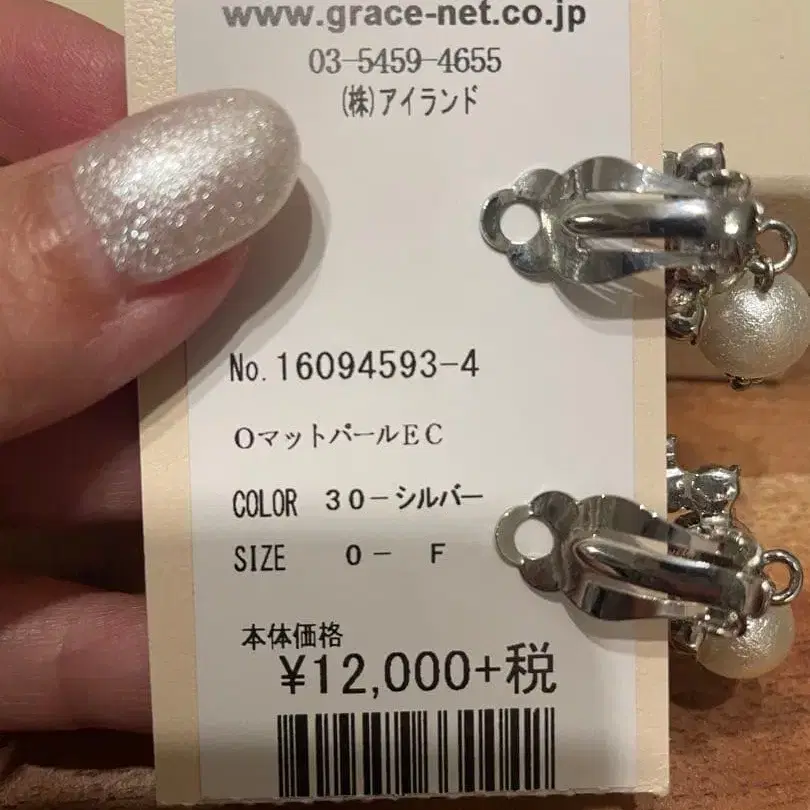 www.grace-net.co.jp
03-5459-4655
(株)アイランド
No.16094593-4
OマットパールEC
COLOR 30-シルバー
SIZE 0- F
本体価格
¥12,000+税